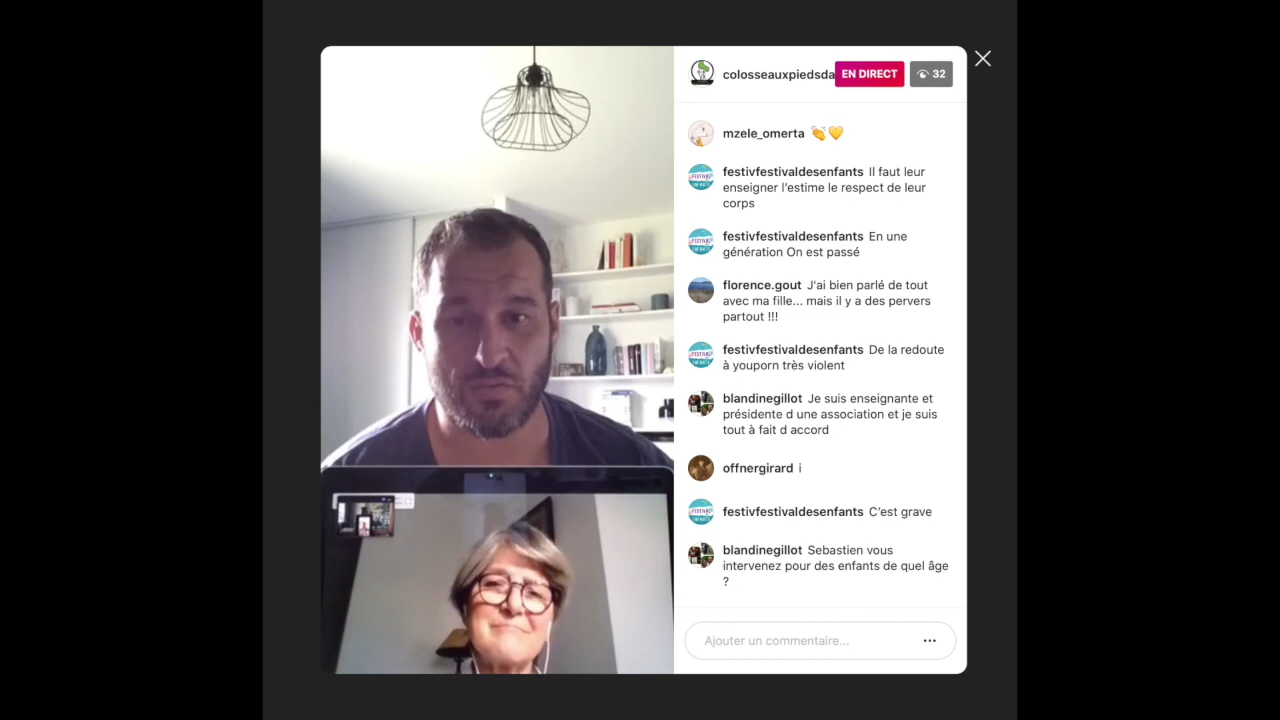 colosseauxpiedsda
EN DIRECT
32
mzele_omerta 👏💛
festivfestivaldesenfants Il faut leur
enseigner l'estime le respect de leur
corps
festivfestivaldesenfants En une
génération On est passé
florence.gout J'ai bien parlé de tout
avec ma fille... mais il y a des pervers
partout !!!
festivfestivaldesenfants De la redoute
à youporn très violent
blandinegillot Je suis enseignante et
présidente d une association et je suis
tout à fait d accord
offnergirard i
festivfestivaldesenfants C'est grave
blandinegillot Sebastien vous
intervenez pour des enfants de quel âge
?
Ajouter un commentaire...